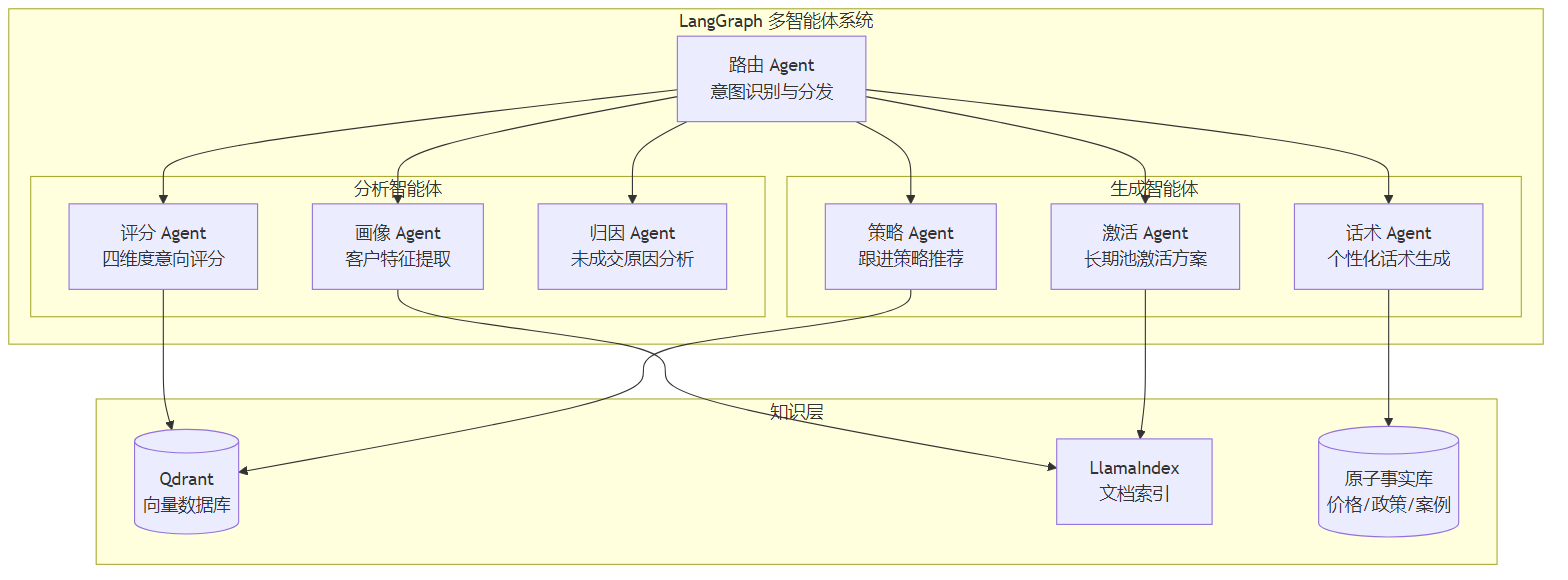 LangGraph 多智能体系统
路由 Agent
意图识别与分发
分析智能体
生成智能体
评分 Agent
四维度意向评分
画像 Agent
客户特征提取
归因 Agent
未成交原因分析
策略 Agent
跟进策略推荐
激活 Agent
长期池激活方案
话术 Agent
个性化话术生成
知识层
Qdrant
向量数据库
LlamaIndex
文档索引
原子事实库
价格/政策/案例